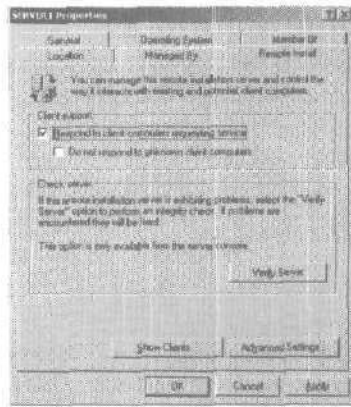 SERVER1 Properties
General
Operating System
Member Of
Location
Managed By
Remote Install
You can manage this remote installation server and control the
way it interacts with existing and potential client computers.
Client support
Respond to client computers requesting service
Do not respond to unknown client computers
Check server
If this remote installation server is exhibiting problems, select the "Verify
Server" option to perform an integrity check. If problems are
encountered they will be fixed.
This option is only available from the server console.
Verify Server
Show Clients
Advanced Settings
OK
Cancel
Apply